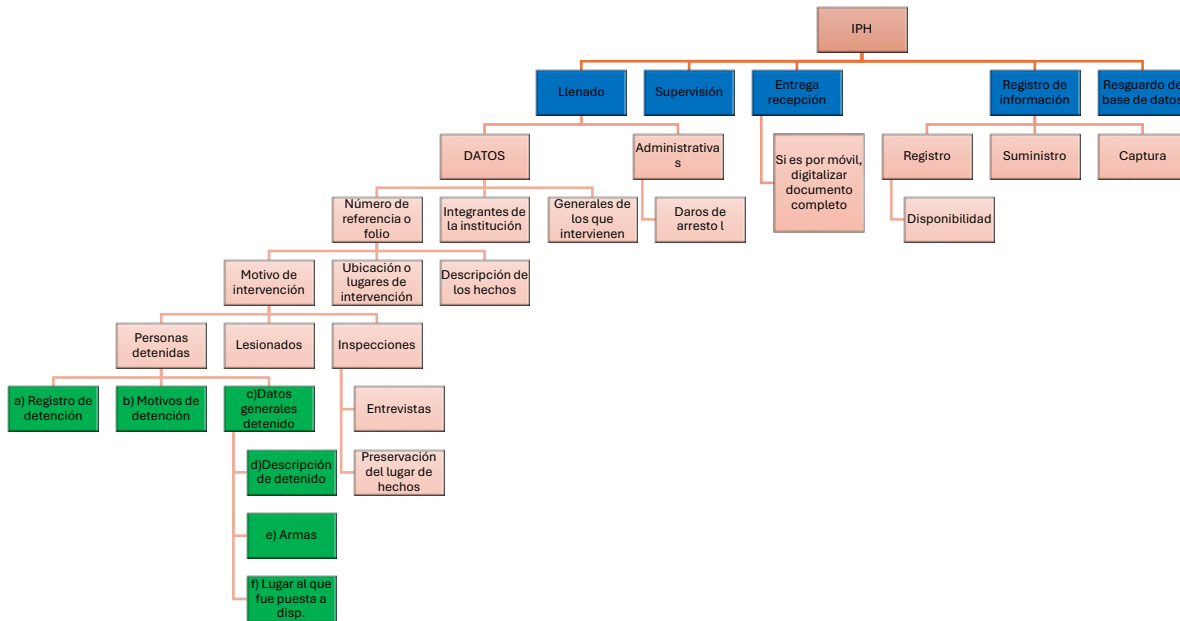 IPH
Llenado
Supervisión
Entrega
recepción
Registro de
información
Resguardo de
base de datos
DATOS
Administrativa
s
Si es por móvil,
digitalizar
documento
completo
Registro
Suministro
Captura
Número de
referencia o
folio
Integrantes de
la institución
Generales de
los que
intervienen
Daros de
arresto l
Disponibilidad
Motivo de
intervención
Ubicación o
lugares de
intervención
Descripción de
los hechos
Personas
detenidas
Lesionados
Inspecciones
a) Registro de
detención
b) Motivos de
detención
c)Datos
generales
detenido
Entrevistas
d)Descripción
de detenido
Preservación
del lugar de
hechos
e) Armas
f) Lugar al que
fue puesta a
disp.